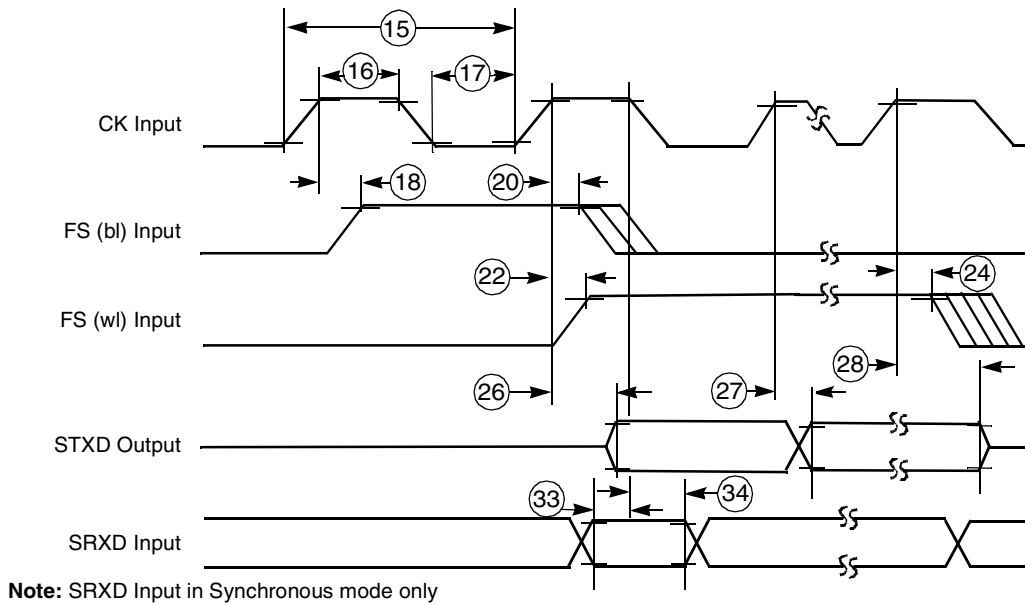 15
16
17
CK Input
18
20
FS (bl) Input
22
24
FS (wl) Input
26
27
28
STXD Output
33
34
SRXD Input
Note: SRXD Input in Synchronous mode only